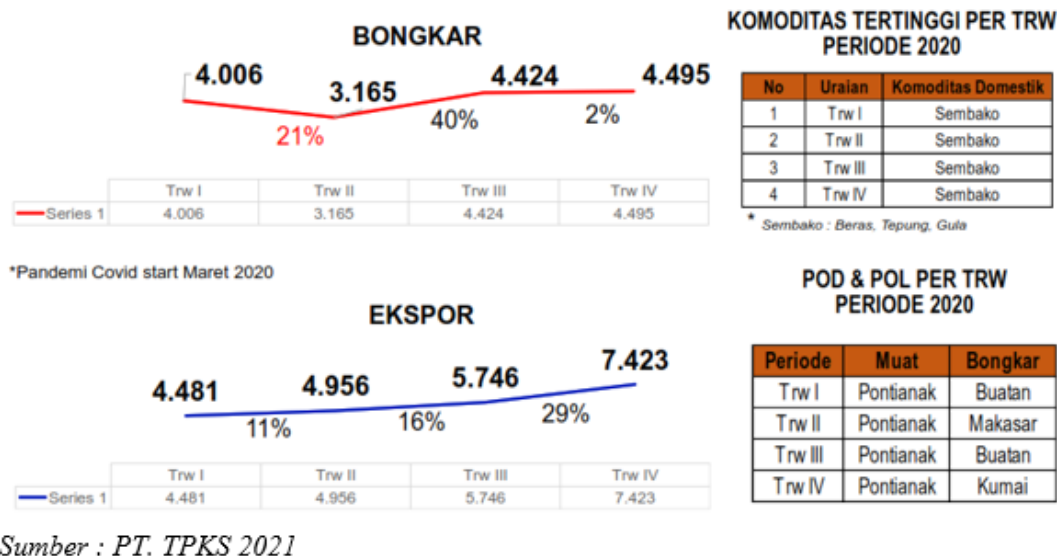 BONGKAR
4.006
3.165
4.424
4.495
21%
40%
2%
Trw I Trw II Trw III Trw IV
Series 1 4.006 3.165 4.424 4.495
*Pandemi Covid start Maret 2020
EKSPOR
4.481
4.956
5.746
7.423
11%
16%
29%
Trw I Trw II Trw III Trw IV
Series 1 4.481 4.956 5.746 7.423
KOMODITAS TERTINGGI PER TRW
PERIODE 2020
No Uraian Komoditas Domestik
1 Trw I Sembako
2 Trw II Sembako
3 Trw III Sembako
4 Trw IV Sembako
* Sembako : Beras, Tepung, Gula
POD & POL PER TRW
PERIODE 2020
Periode Muat Bongkar
Trw I Pontianak Buatan
Trw II Pontianak Makasar
Trw III Pontianak Buatan
Trw IV Pontianak Kumai
Sumber : PT. TPKS 2021